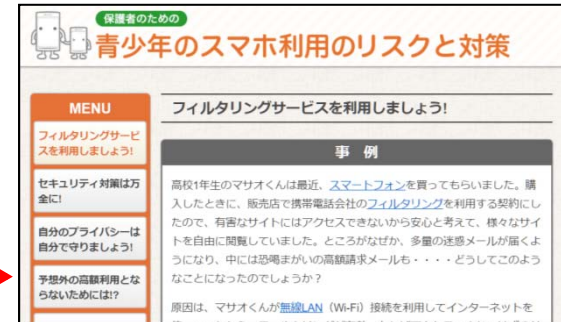 保護者のための
青少年のスマホ利用のリスクと対策
MENU
フィルタリングサービ
スを利用しましょう!
セキュリティ対策は万
全に!
自分のプライバシーは
自分で守りましょう!
予想外の高額利用とな
らないためには!?
フィルタリングサービスを利用しましょう!
事 例
高校1年生のマサオくんは最近、スマートフォンを買ってもらいました。購
入したときに、販売店で携帯電話会社のフィルタリングを利用する契約にし
たので、有害なサイトにはアクセスできないから安心と考えて、様々なサイ
トを自由に閲覧していました。ところがなぜか、多量の迷惑メールが届くよ
うになり、中には恐喝まがいの高額請求メールも・・・・どうしてこのよう
なことになったのでしょうか?
原因は、マサオくんが無線LAN(Wi-Fi)接続を利用してインターネットを